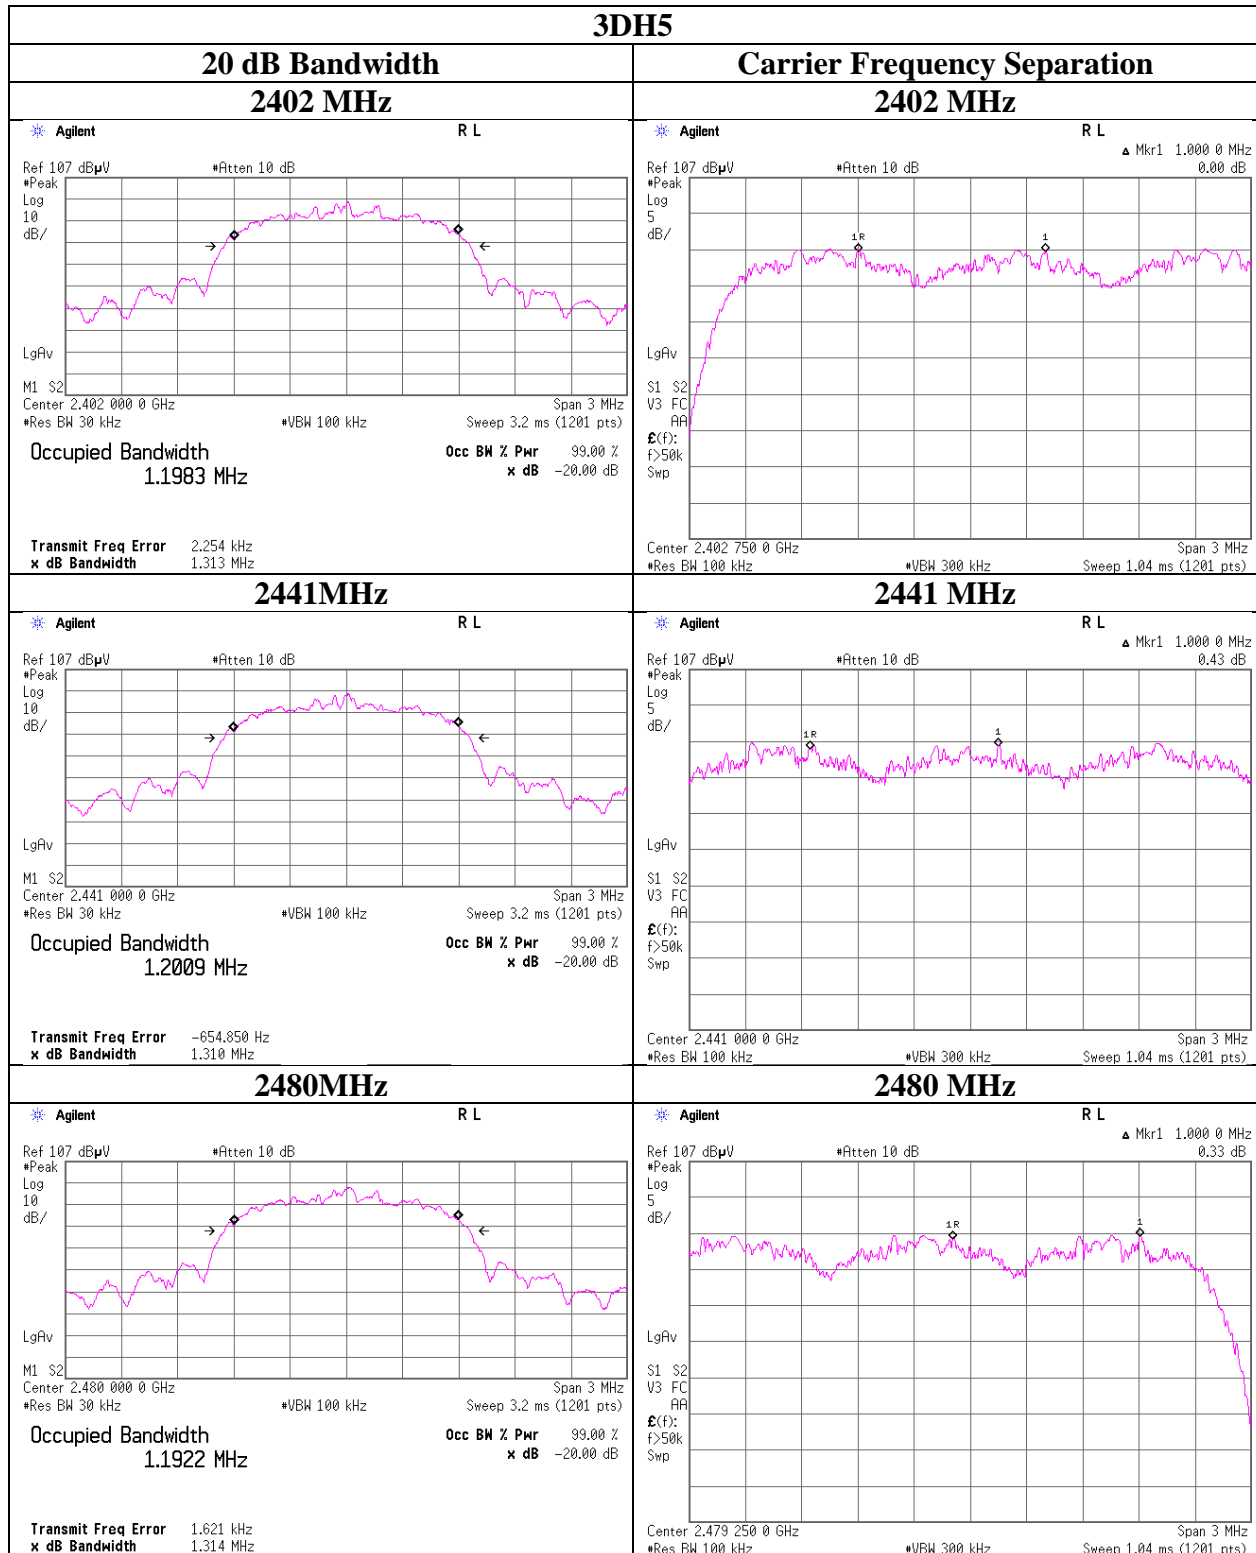 3DH5
20 dB Bandwidth
Carrier Frequency Separation
2402 MHz
2402 MHz
Agilent R L
Ref 107 dBµV #Atten 10 dB
#Peak
Log
10
dB/
LgAv
M1 S2
Center 2.402 000 0 GHz Span 3 MHz
#Res BW 30 kHz #VBW 100 kHz Sweep 3.2 ms (1201 pts)
Occupied Bandwidth Occ BW % Pwr 99.00 %
1.1983 MHz x dB -20.00 dB
Transmit Freq Error 2.254 kHz
x dB Bandwidth 1.313 MHz
Agilent R L
Δ Mkr1 1.000 0 MHz
Ref 107 dBµV #Atten 10 dB 0.00 dB
#Peak
Log
5
dB/
1R 1
LgAv
S1 S2
V3 FC
AA
£(f):
f>50k
Swp
Center 2.402 750 0 GHz Span 3 MHz
#Res BW 100 kHz #VBW 300 kHz Sweep 1.04 ms (1201 pts)
2441MHz
2441 MHz
Agilent R L
Ref 107 dBµV #Atten 10 dB
#Peak
Log
10
dB/
LgAv
M1 S2
Center 2.441 000 0 GHz Span 3 MHz
#Res BW 30 kHz #VBW 100 kHz Sweep 3.2 ms (1201 pts)
Occupied Bandwidth Occ BW % Pwr 99.00 %
1.2009 MHz x dB -20.00 dB
Transmit Freq Error -654.850 Hz
x dB Bandwidth 1.310 MHz
Agilent R L
Δ Mkr1 1.000 0 MHz
Ref 107 dBµV #Atten 10 dB 0.43 dB
#Peak
Log
5
dB/
1R 1
LgAv
S1 S2
V3 FC
AA
£(f):
f>50k
Swp
Center 2.441 000 0 GHz Span 3 MHz
#Res BW 100 kHz #VBW 300 kHz Sweep 1.04 ms (1201 pts)
2480MHz
2480 MHz
Agilent R L
Ref 107 dBµV #Atten 10 dB
#Peak
Log
10
dB/
LgAv
M1 S2
Center 2.480 000 0 GHz Span 3 MHz
#Res BW 30 kHz #VBW 100 kHz Sweep 3.2 ms (1201 pts)
Occupied Bandwidth Occ BW % Pwr 99.00 %
1.1922 MHz x dB -20.00 dB
Transmit Freq Error 1.621 kHz
x dB Bandwidth 1.314 MHz
Agilent R L
Δ Mkr1 1.000 0 MHz
Ref 107 dBµV #Atten 10 dB 0.33 dB
#Peak
Log
5
dB/
1R 1
LgAv
S1 S2
V3 FC
AA
£(f):
f>50k
Swp
Center 2.479 250 0 GHz Span 3 MHz
#Res BW 100 kHz #VBW 300 kHz Sweep 1.04 ms (1201 pts)